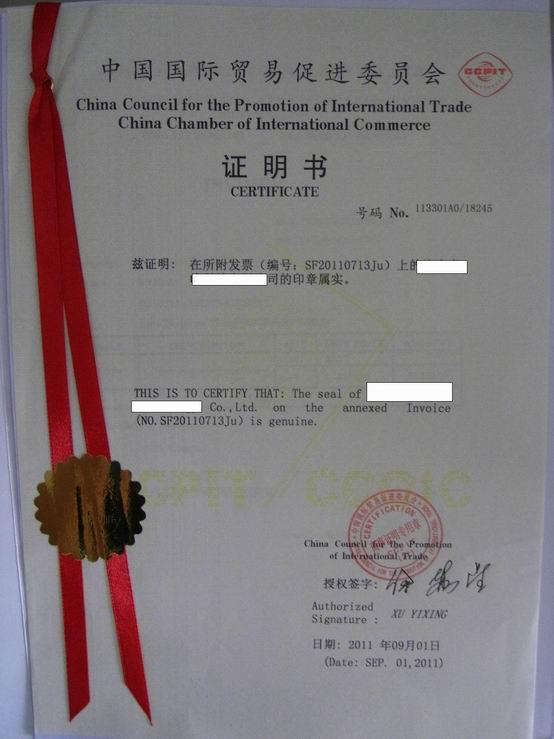 中国国际贸易促进委员会
CCPIT
China Council for the Promotion of International Trade
China Chamber of International Commerce
证明书
CERTIFICATE
号码 No. 113301A0/18245
兹证明: 在所附发票（编号: SF20110713Ju）上的
司的印章属实。
THIS IS TO CERTIFY THAT: The seal of
Co.,Ltd. on the annexed Invoice
(NO.SF20110713Ju) is genuine.
CCPIT CCOIC
CERTIFICATION
China Council for the Promotion
of International Trade
授权签字:
Authorized
Signature : XU YIXING
日期: 2011 年09月01日
(Date: SEP. 01,2011)